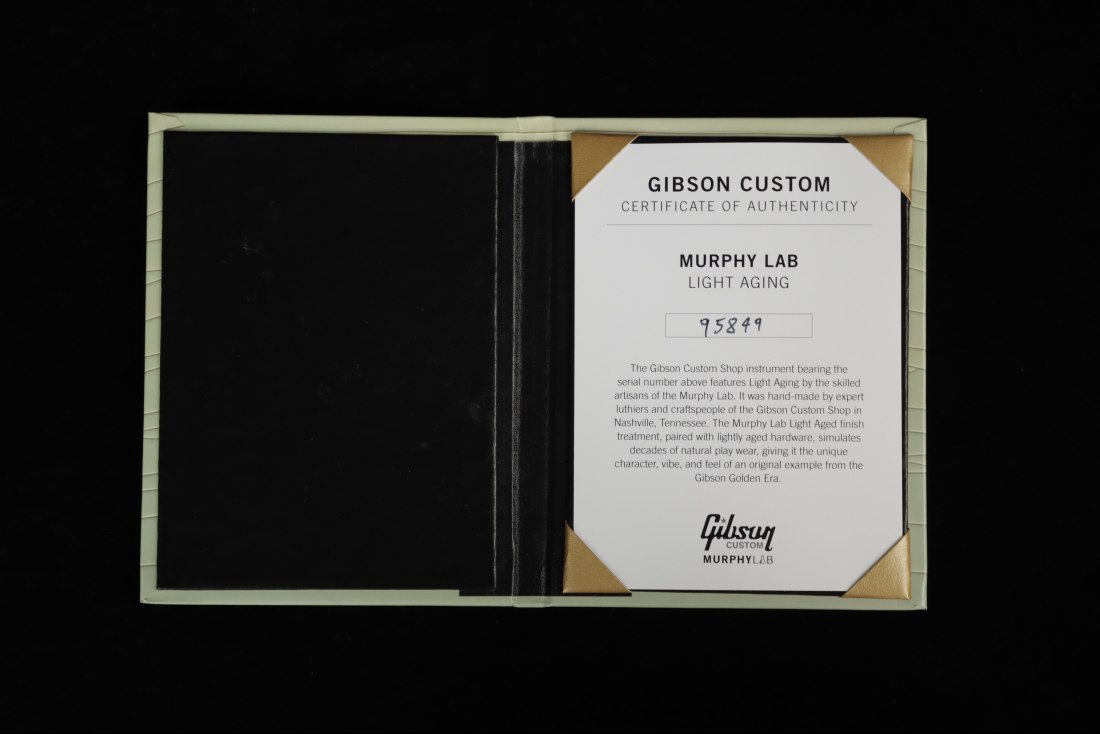 GIBSON CUSTOM
CERTIFICATE OF AUTHENTICITY
MURPHY LAB
LIGHT AGING
95849
The Gibson Custom Shop instrument bearing the
serial number above features Light Aging by the skilled
artisans of the Murphy Lab. It was hand-made by expert
luthiers and craftspeople of the Gibson Custom Shop in
Nashville, Tennessee. The Murphy Lab Light Aged finish
treatment, paired with lightly aged hardware, simulates
decades of natural play wear, giving it the unique
character, vibe, and feel of an original example from the
Gibson Golden Era.
Gibson
CUSTOM
MURPHYLAB